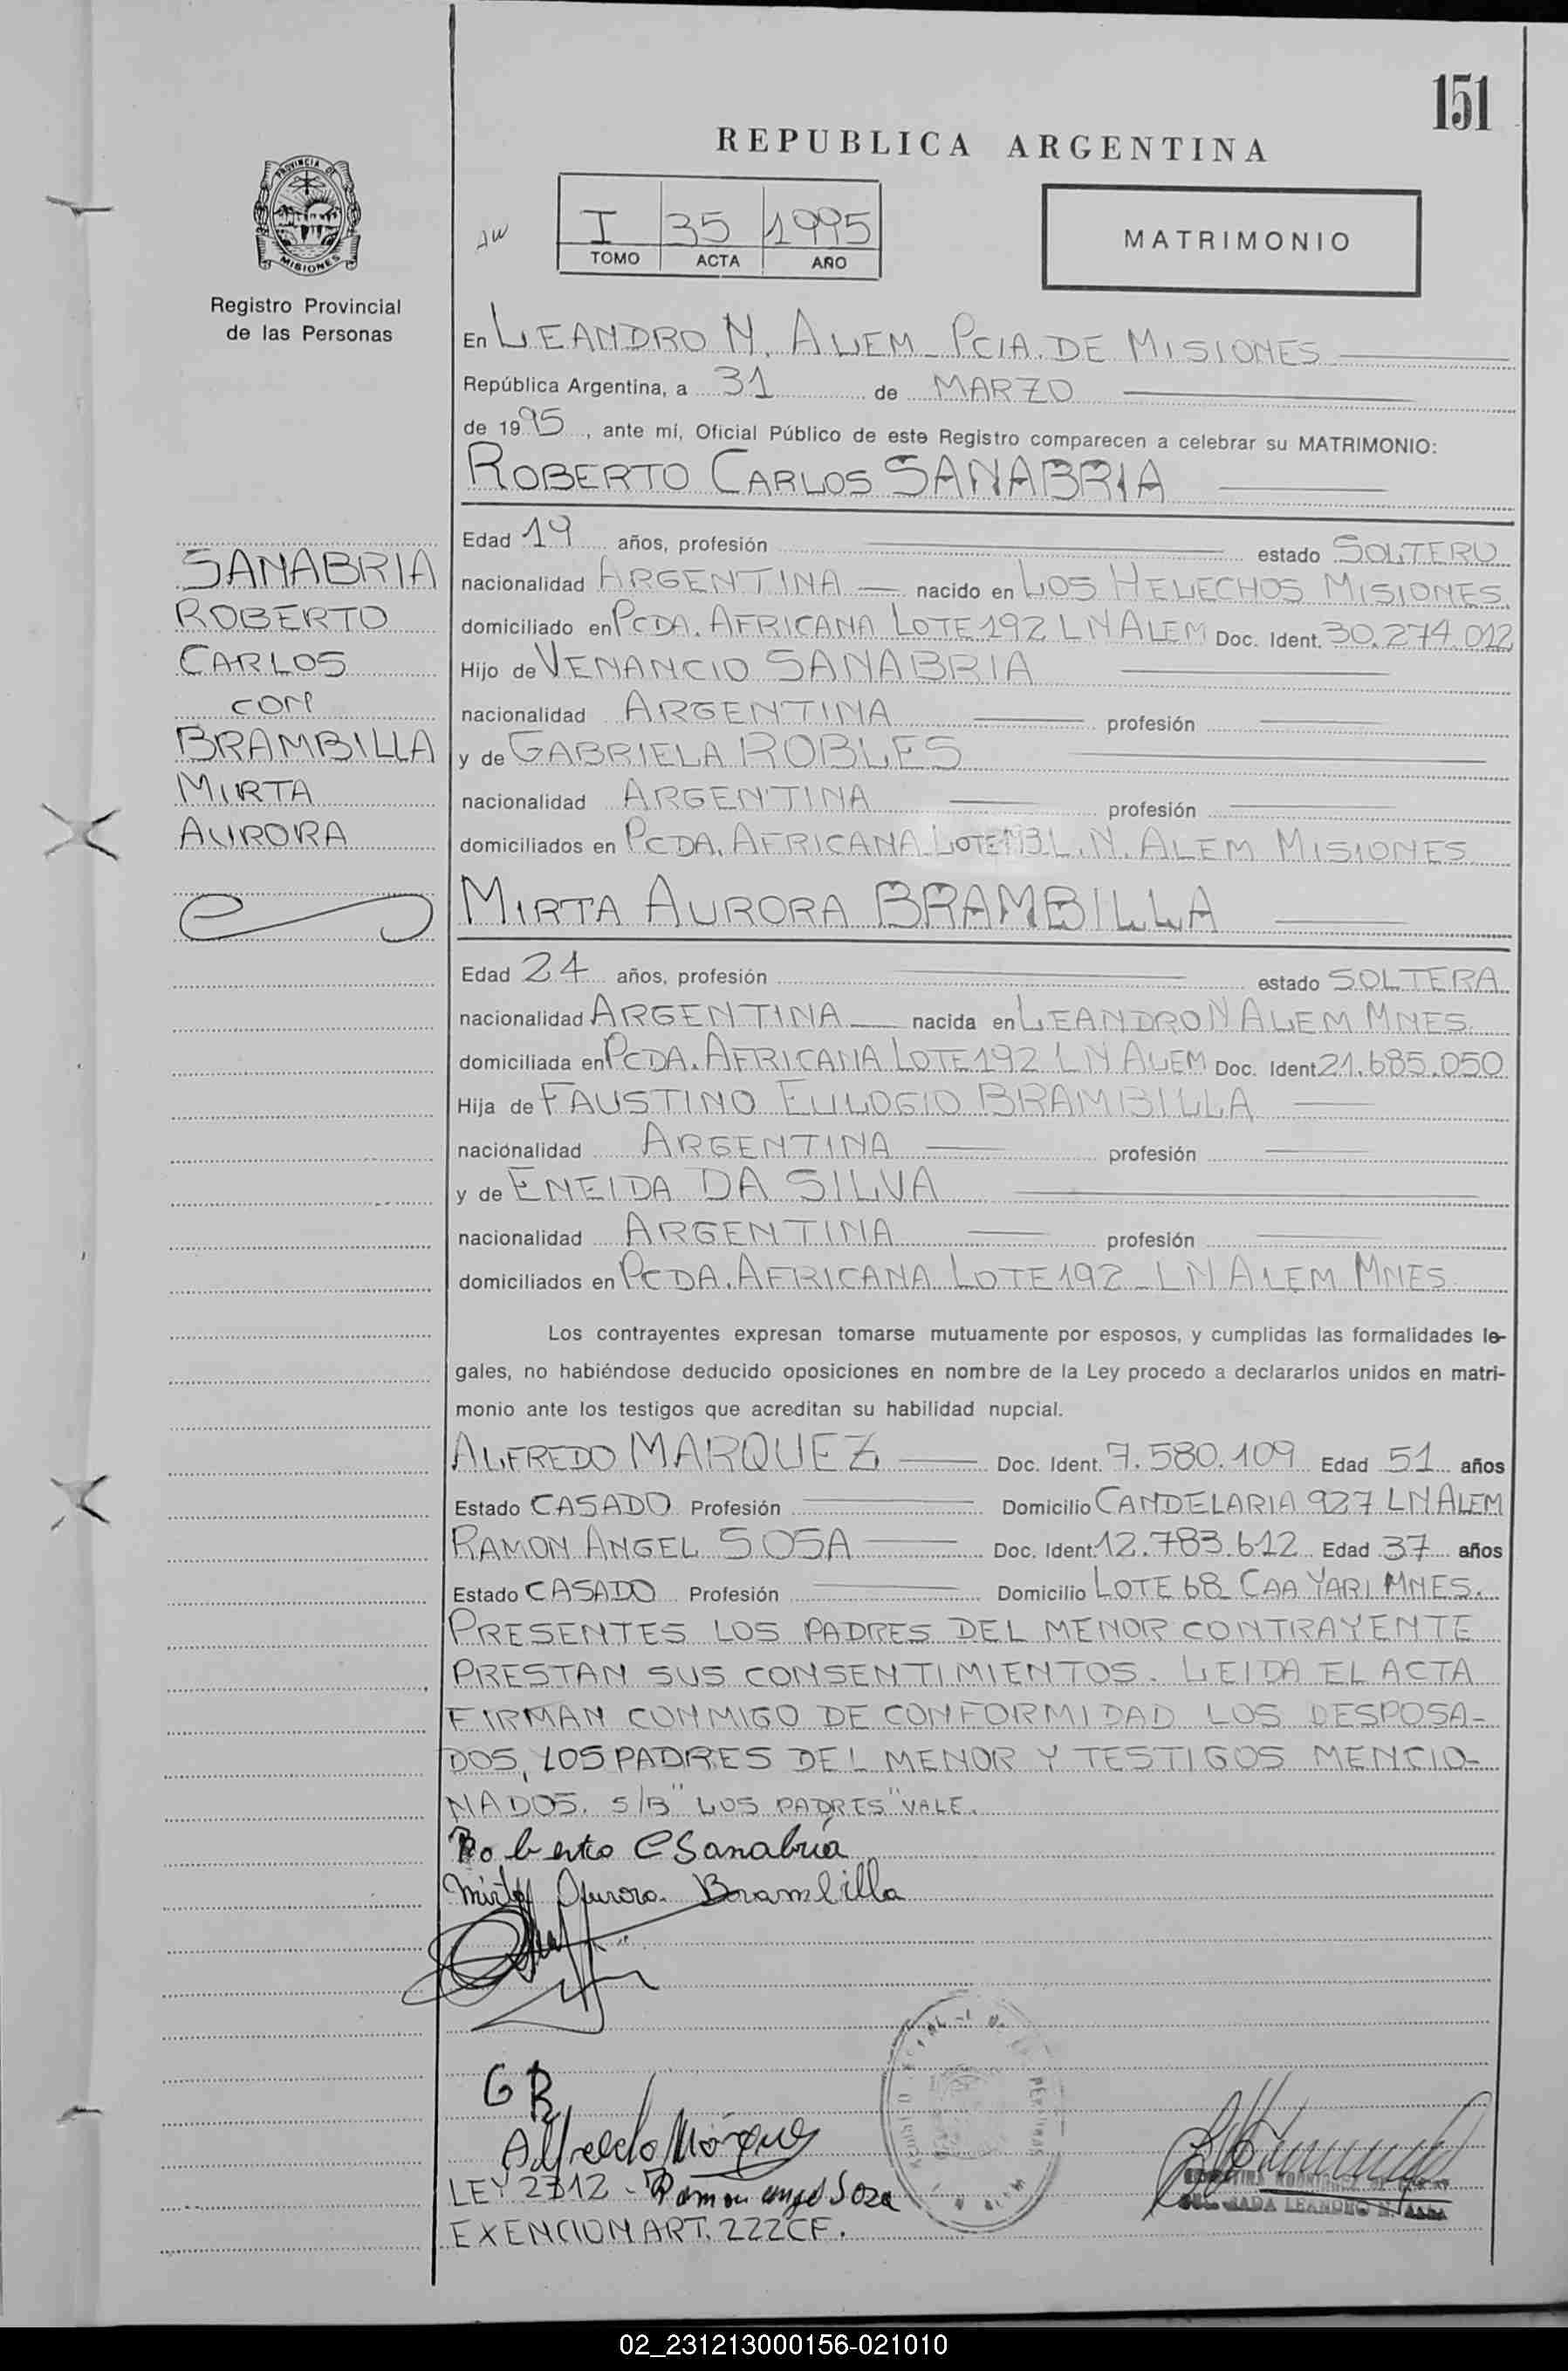 151
REPUBLICA ARGENTINA
PROVINCIA DE
MISIONES
Registro Provincial
de las Personas
I 35 1995
TOMO ACTA AÑO
MATRIMONIO
En LEANDRO N. ALEM - PCIA. DE MISIONES
República Argentina, a 31 de MARZO
de 1995, ante mí, Oficial Público de este Registro comparecen a celebrar su MATRIMONIO:
ROBERTO CARLOS SANABRIA
SANABRIA
ROBERTO
CARLOS
CON
BRAMBILLA
MIRTA
AURORA
Edad 19 años, profesión estado SOLTERO
nacionalidad ARGENTINA nacido en LOS HELECHOS MISIONES.
domiciliado en PCDA. AFRICANA LOTE 192 L N ALEM Doc. Ident. 30.274.012
Hijo de VENANCIO SANABRIA
nacionalidad ARGENTINA profesión
y de GABRIELA ROBLES
nacionalidad ARGENTINA profesión
domiciliados en PCDA. AFRICANA LOTE 193 L. N. ALEM MISIONES
MIRTA AURORA BRAMBILLA
Edad 24 años, profesión estado SOLTERA
nacionalidad ARGENTINA nacida en LEANDRO N ALEM MNES.
domiciliada en PCDA. AFRICANA LOTE 192 L N ALEM Doc. Ident 21.685.050
Hija de FAUSTINO EULOGIO BRAMBILLA
nacionalidad ARGENTINA profesión
y de ENEIDA DA SILVA
nacionalidad ARGENTINA profesión
domiciliados en PCDA. AFRICANA LOTE 192 - L N ALEM MNES.
Los contrayentes expresan tomarse mutuamente por esposos, y cumplidas las formalidades le-
gales, no habiéndose deducido oposiciones en nombre de la Ley procedo a declararlos unidos en matri-
monio ante los testigos que acreditan su habilidad nupcial.
ALFREDO MARQUEZ Doc. Ident. 7.580.109 Edad 51 años
Estado CASADO Profesión Domicilio CANDELARIA 927 L N ALEM
RAMON ANGEL SOSA Doc. Ident. 12.783.612 Edad 37 años
Estado CASADO Profesión Domicilio LOTE 68 CAA YARI MNES.
PRESENTES LOS PADRES DEL MENOR CONTRAYENTE
PRESTAN SUS CONSENTIMIENTOS. LEIDA EL ACTA
FIRMAN CONMIGO DE CONFORMIDAD LOS DESPOSA-
DOS, LOS PADRES DEL MENOR Y TESTIGOS MENCIO-
NADOS. S/B "LOS PADRES" VALE.
Roberto C Sanabria
Mirta Aurora Brambilla
G R
Alfredo Márquez
LEY 2312 - Ramon angel Soza
EXENCION ART. 222 CF.
LEANDRO N. ALEM
02_231213000156-021010